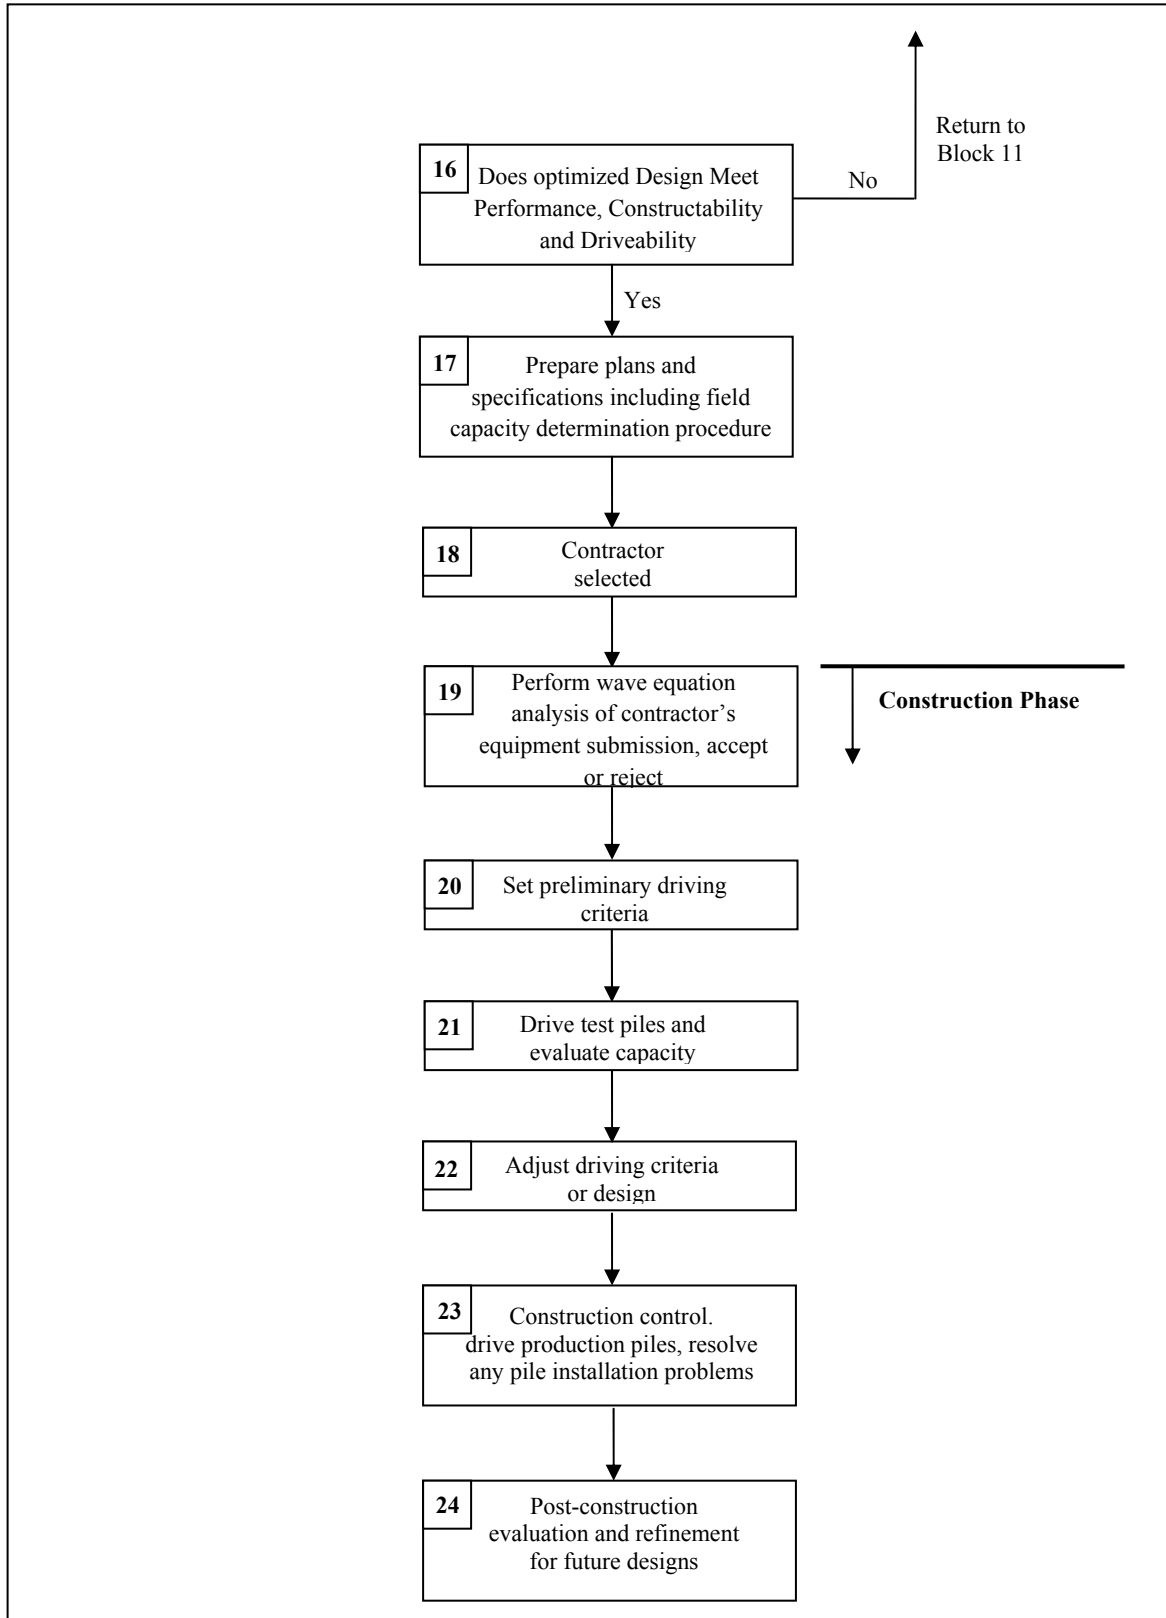 Return to
Block 11
16
Does optimized Design Meet
Performance, Constructability
and Driveability
No
Yes
17
Prepare plans and
specifications including field
capacity determination procedure
18
Contractor
selected
19
Perform wave equation
analysis of contractor’s
equipment submission, accept
or reject
Construction Phase
20
Set preliminary driving
criteria
21
Drive test piles and
evaluate capacity
22
Adjust driving criteria
or design
23
Construction control.
drive production piles, resolve
any pile installation problems
24
Post-construction
evaluation and refinement
for future designs